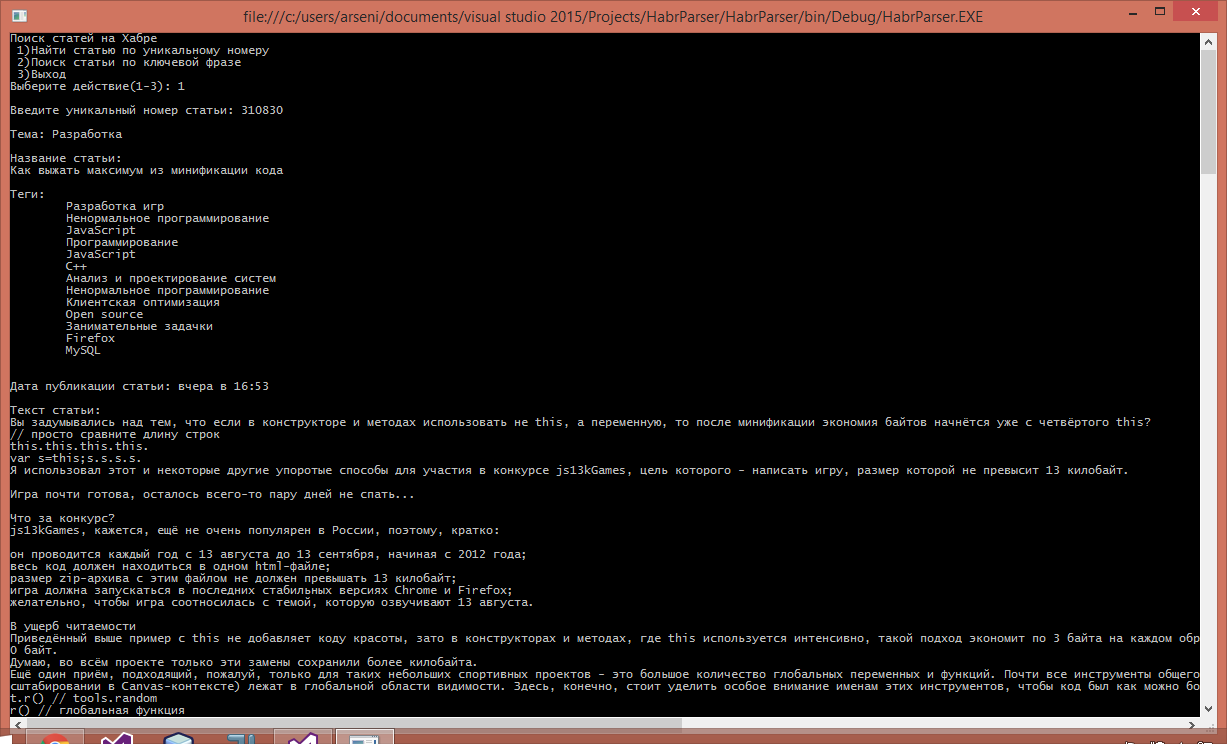 file:///c:/users/arseni/documents/visual studio 2015/Projects/HabrParser/HabrParser/bin/Debug/HabrParser.EXE
Поиск статей на Хабре
1)Найти статью по уникальному номеру
2)Поиск статьи по ключевой фразе
3)Выход
Выберите действие(1-3): 1
Введите уникальный номер статьи: 310830
Тема: Разработка
Название статьи:
Как выжать максимум из минификации кода
Теги:
Разработка игр
Ненормальное программирование
JavaScript
Программирование
JavaScript
C++
Анализ и проектирование систем
Ненормальное программирование
Клиентская оптимизация
Open source
Занимательные задачки
Firefox
MySQL
Дата публикации статьи: вчера в 16:53
Текст статьи:
Вы задумывались над тем, что если в конструкторе и методах использовать не this, а переменную, то после минификации экономия байтов начнётся уже с четвёртого this?
// просто сравните длину строк
this.this.this.this.
var s=this;s.s.s.s.
Я использовал этот и некоторые другие упоротые способы для участия в конкурсе js13kGames, цель которого - написать игру, размер которой не превысит 13 килобайт.
Игра почти готова, осталось всего-то пару дней не спать...
Что за конкурс?
js13kGames, кажется, ещё не очень популярен в России, поэтому, кратко:
он проводится каждый год с 13 августа до 13 сентября, начиная с 2012 года;
весь код должен находиться в одном html-файле;
размер zip-архива с этим файлом не должен превышать 13 килобайт;
игра должна запускаться в последних стабильных версиях Chrome и Firefox;
желательно, чтобы игра соотносилась с темой, которую озвучивают 13 августа.
В ущерб читаемости
Приведённый выше пример с this не добавляет коду красоты, зато в конструкторах и методах, где this используется интенсивно, такой подход экономит по 3 байта на каждом обр
0 байт.
Думаю, во всём проекте только эти замены сохранили более килобайта.
Ещё один приём, подходящий, пожалуй, только для таких небольших спортивных проектов - это большое количество глобальных переменных и функций. Почти все инструменты общего
сштабировании в Canvas-контексте) лежат в глобальной области видимости. Здесь, конечно, стоит уделить особое внимание именам этих инструментов, чтобы код был как можно бо
t.r() // tools.random
r() // глобальная функция